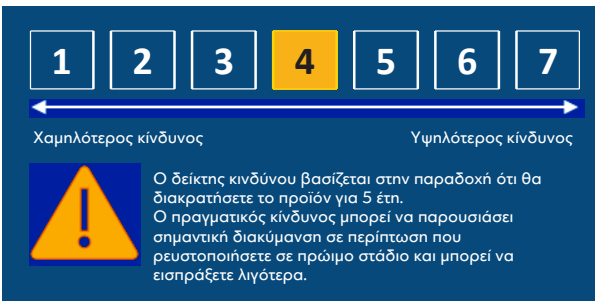 1 2 3 4 5 6 7
Χαμηλότερος κίνδυνος Υψηλότερος κίνδυνος
Ο δείκτης κινδύνου βασίζεται στην παραδοχή ότι θα
διακρατήσετε το προϊόν για 5 έτη.
Ο πραγματικός κίνδυνος μπορεί να παρουσιάσει
σημαντική διακύμανση σε περίπτωση που
ρευστοποιήσετε σε πρώιμο στάδιο και μπορεί να
εισπράξετε λιγότερα.